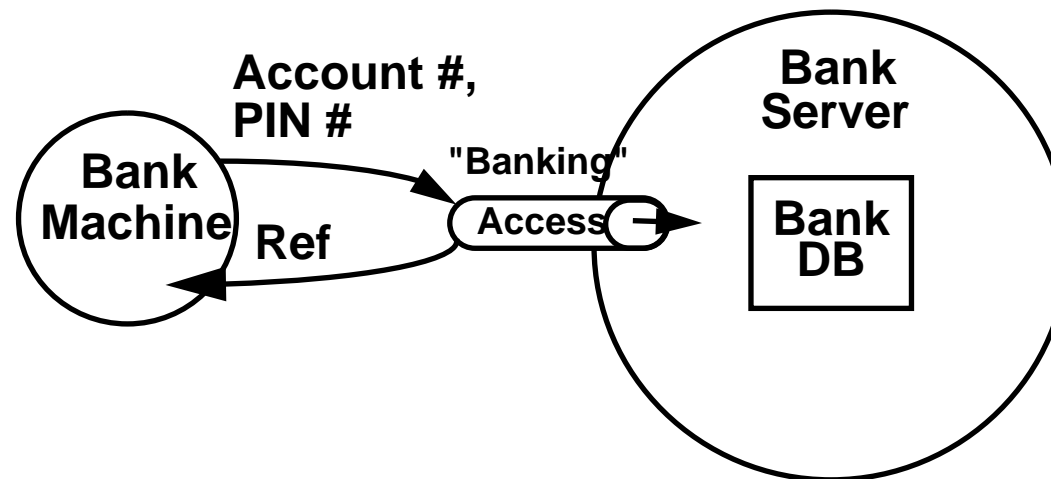 Account #,
PIN #
Bank
Machine
Ref
"Banking"
Access
Bank
Server
Bank
DB